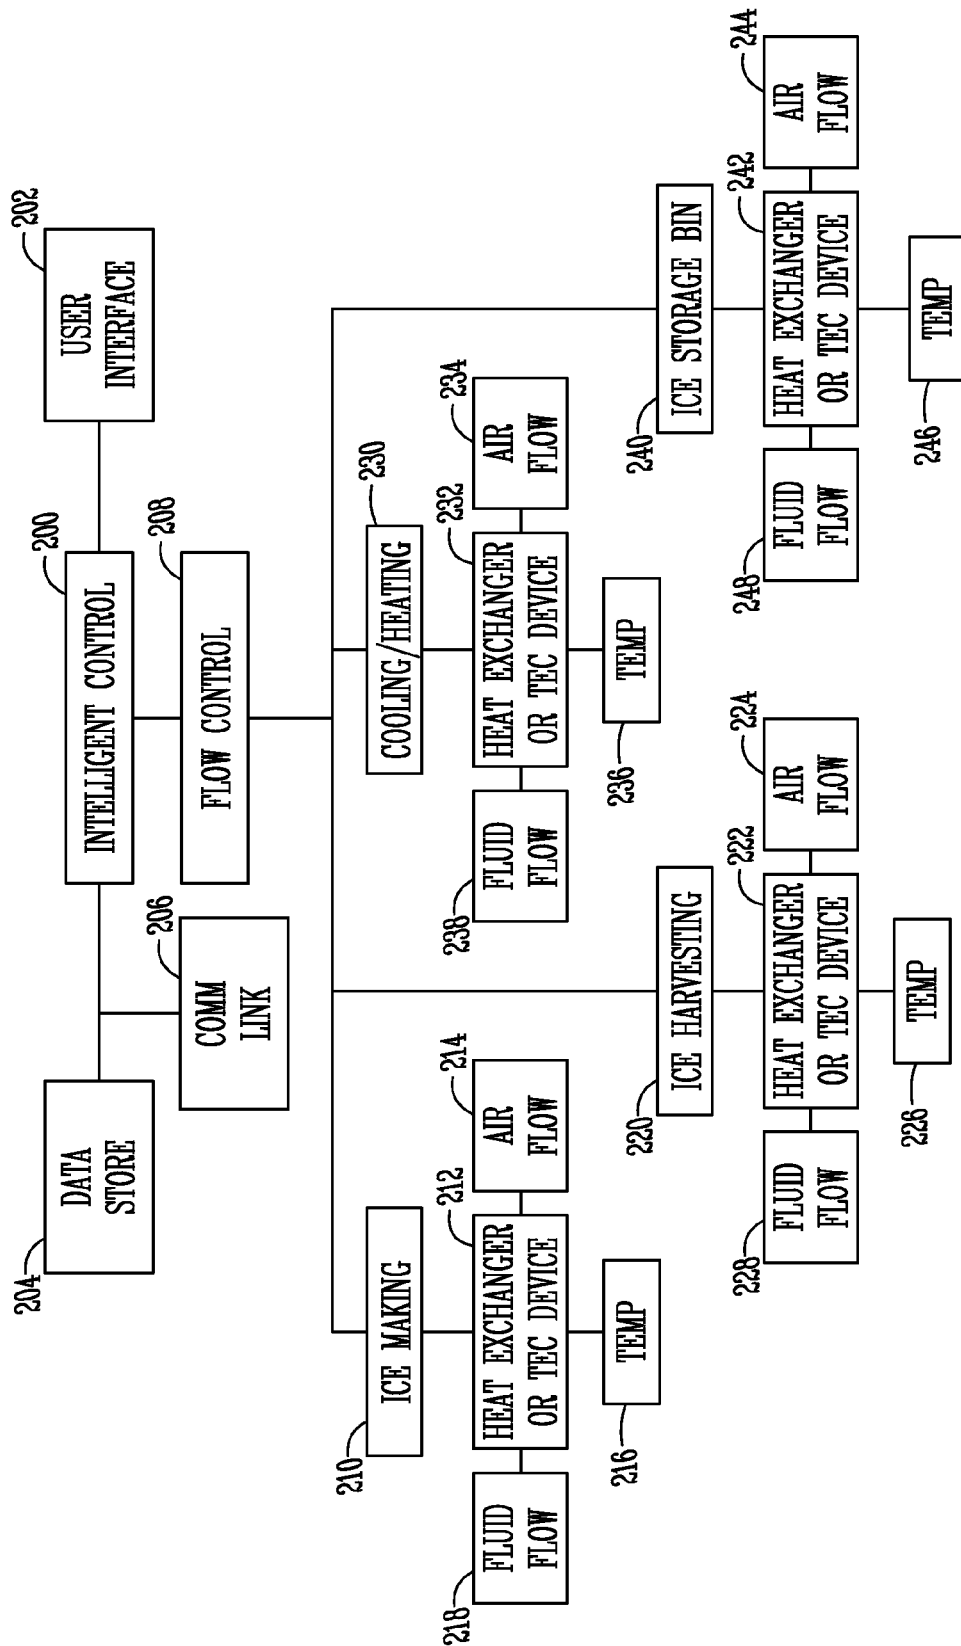 202
USER
INTERFACE
200
INTELLIGENT CONTROL
204
DATA
STORE
206
COMM
LINK
208
FLOW CONTROL
210
ICE MAKING
212
HEAT EXCHANGER
OR TEC DEVICE
214
AIR
FLOW
216
TEMP
218
FLUID
FLOW
220
ICE HARVESTING
222
HEAT EXCHANGER
OR TEC DEVICE
224
AIR
FLOW
226
TEMP
228
FLUID
FLOW
230
COOLING/HEATING
232
HEAT EXCHANGER
OR TEC DEVICE
234
AIR
FLOW
236
TEMP
238
FLUID
FLOW
240
ICE STORAGE BIN
242
HEAT EXCHANGER
OR TEC DEVICE
244
AIR
FLOW
246
TEMP
248
FLUID
FLOW